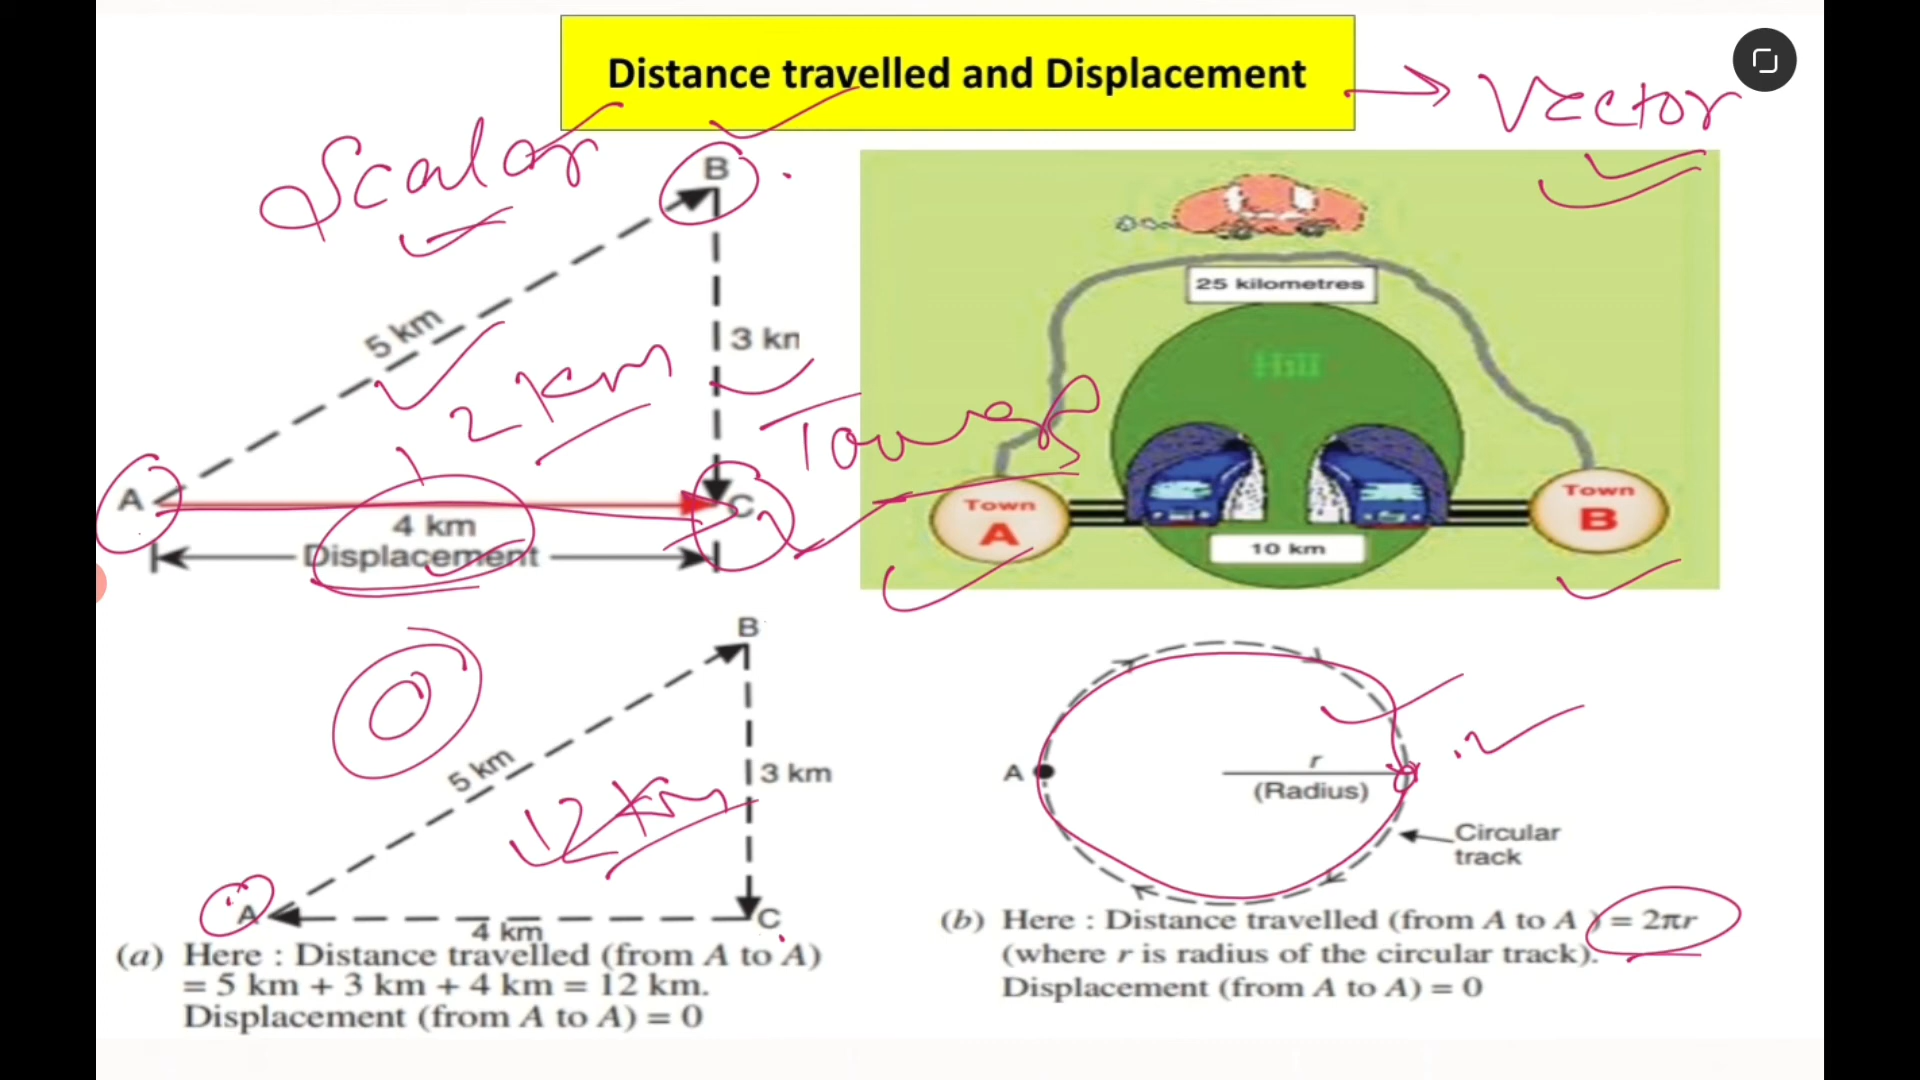 Distance travelled and Displacement
Vector
Scalar
B
5 km
3 km
2 km
Towards
A
C
4 km
Displacement
25 kilometres
Hill
Town
A
Town
B
10 km
0
B
5 km
3 km
12 km
A
C
4 km
(a) Here : Distance travelled (from A to A)
= 5 km + 3 km + 4 km = 12 km.
Displacement (from A to A) = 0
A
r
(Radius)
Circular
track
(b) Here : Distance travelled (from A to A ) = 2πr
(where r is radius of the circular track).
Displacement (from A to A) = 0